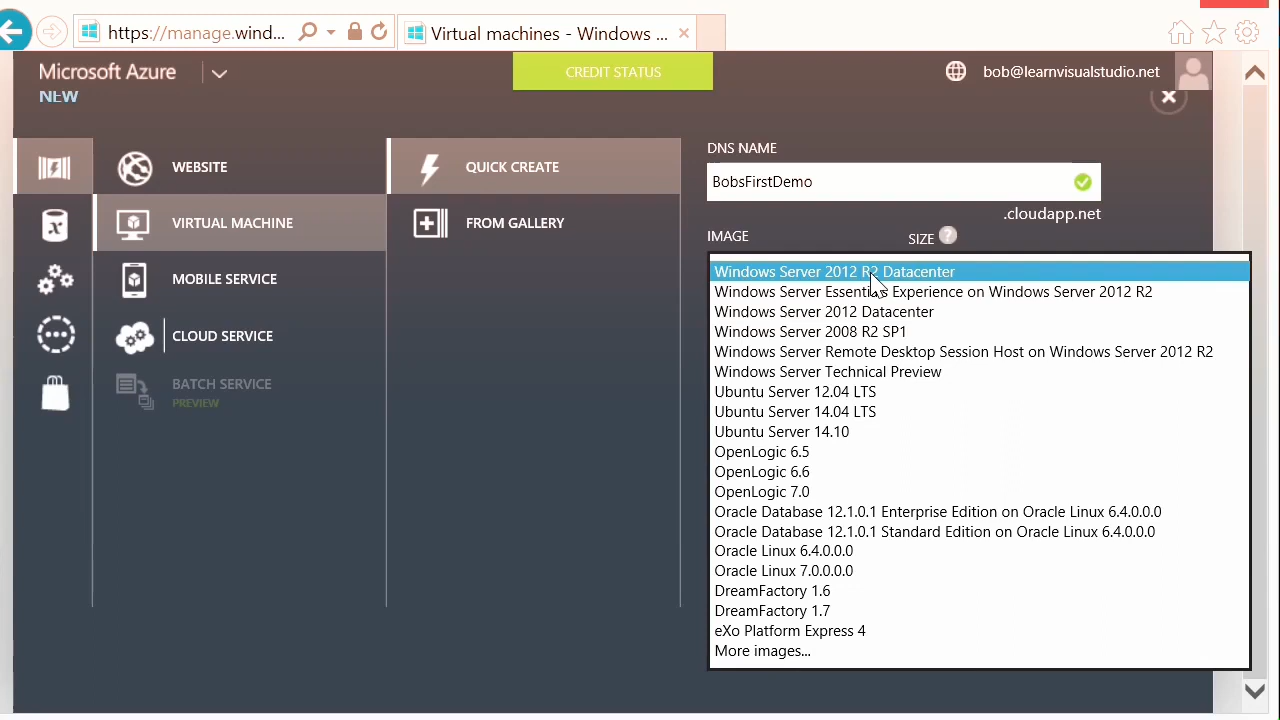 https://manage.wind...
Virtual machines - Windows ...
Microsoft Azure
CREDIT STATUS
bob@learnvisualstudio.net
NEW
WEBSITE
VIRTUAL MACHINE
MOBILE SERVICE
CLOUD SERVICE
BATCH SERVICE
PREVIEW
QUICK CREATE
FROM GALLERY
DNS NAME
BobsFirstDemo
.cloudapp.net
IMAGE
SIZE ?
Windows Server 2012 R2 Datacenter
Windows Server Essentials Experience on Windows Server 2012 R2
Windows Server 2012 Datacenter
Windows Server 2008 R2 SP1
Windows Server Remote Desktop Session Host on Windows Server 2012 R2
Windows Server Technical Preview
Ubuntu Server 12.04 LTS
Ubuntu Server 14.04 LTS
Ubuntu Server 14.10
OpenLogic 6.5
OpenLogic 6.6
OpenLogic 7.0
Oracle Database 12.1.0.1 Enterprise Edition on Oracle Linux 6.4.0.0.0
Oracle Database 12.1.0.1 Standard Edition on Oracle Linux 6.4.0.0.0
Oracle Linux 6.4.0.0.0
Oracle Linux 7.0.0.0.0
DreamFactory 1.6
DreamFactory 1.7
eXo Platform Express 4
More images...